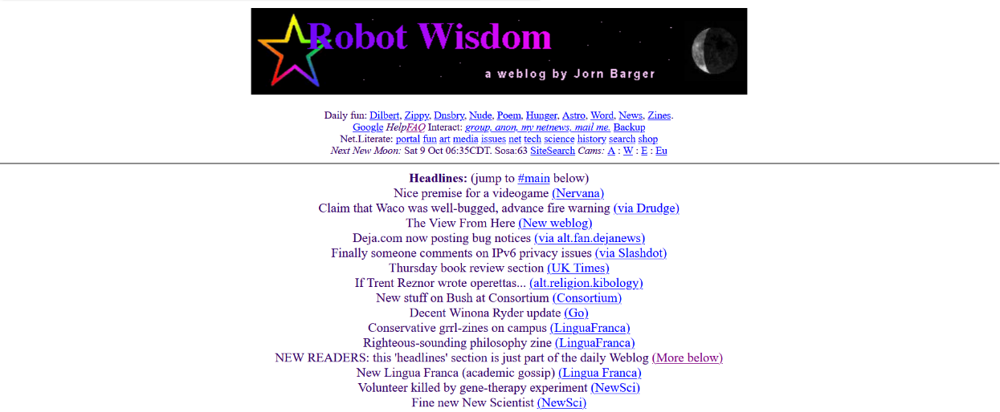 Robot Wisdom
a weblog by Jorn Barger
Daily fun: Dilbert, Zippy, Dnsbry, Nude, Poem, Hunger, Astro, Word, News, Zines.
Google HelpFAQ Interact: group, anon, my netnews, mail me. Backup
Net.Literate: portal fun art media issues net tech science history search shop
Next New Moon: Sat 9 Oct 06:35CDT. Sosa:63 SiteSearch Cams: A : W : E : Eu
Headlines: (jump to #main below)
Nice premise for a videogame (Nervana)
Claim that Waco was well-bugged, advance fire warning (via Drudge)
The View From Here (New weblog)
Deja.com now posting bug notices (via alt.fan.dejanews)
Finally someone comments on IPv6 privacy issues (via Slashdot)
Thursday book review section (UK Times)
If Trent Reznor wrote operettas... (alt.religion.kibology)
New stuff on Bush at Consortium (Consortium)
Decent Winona Ryder update (Go)
Conservative grrl-zines on campus (LinguaFranca)
Righteous-sounding philosophy zine (LinguaFranca)
NEW READERS: this 'headlines' section is just part of the daily Weblog (More below)
New Lingua Franca (academic gossip) (Lingua Franca)
Volunteer killed by gene-therapy experiment (NewSci)
Fine new New Scientist (NewSci)